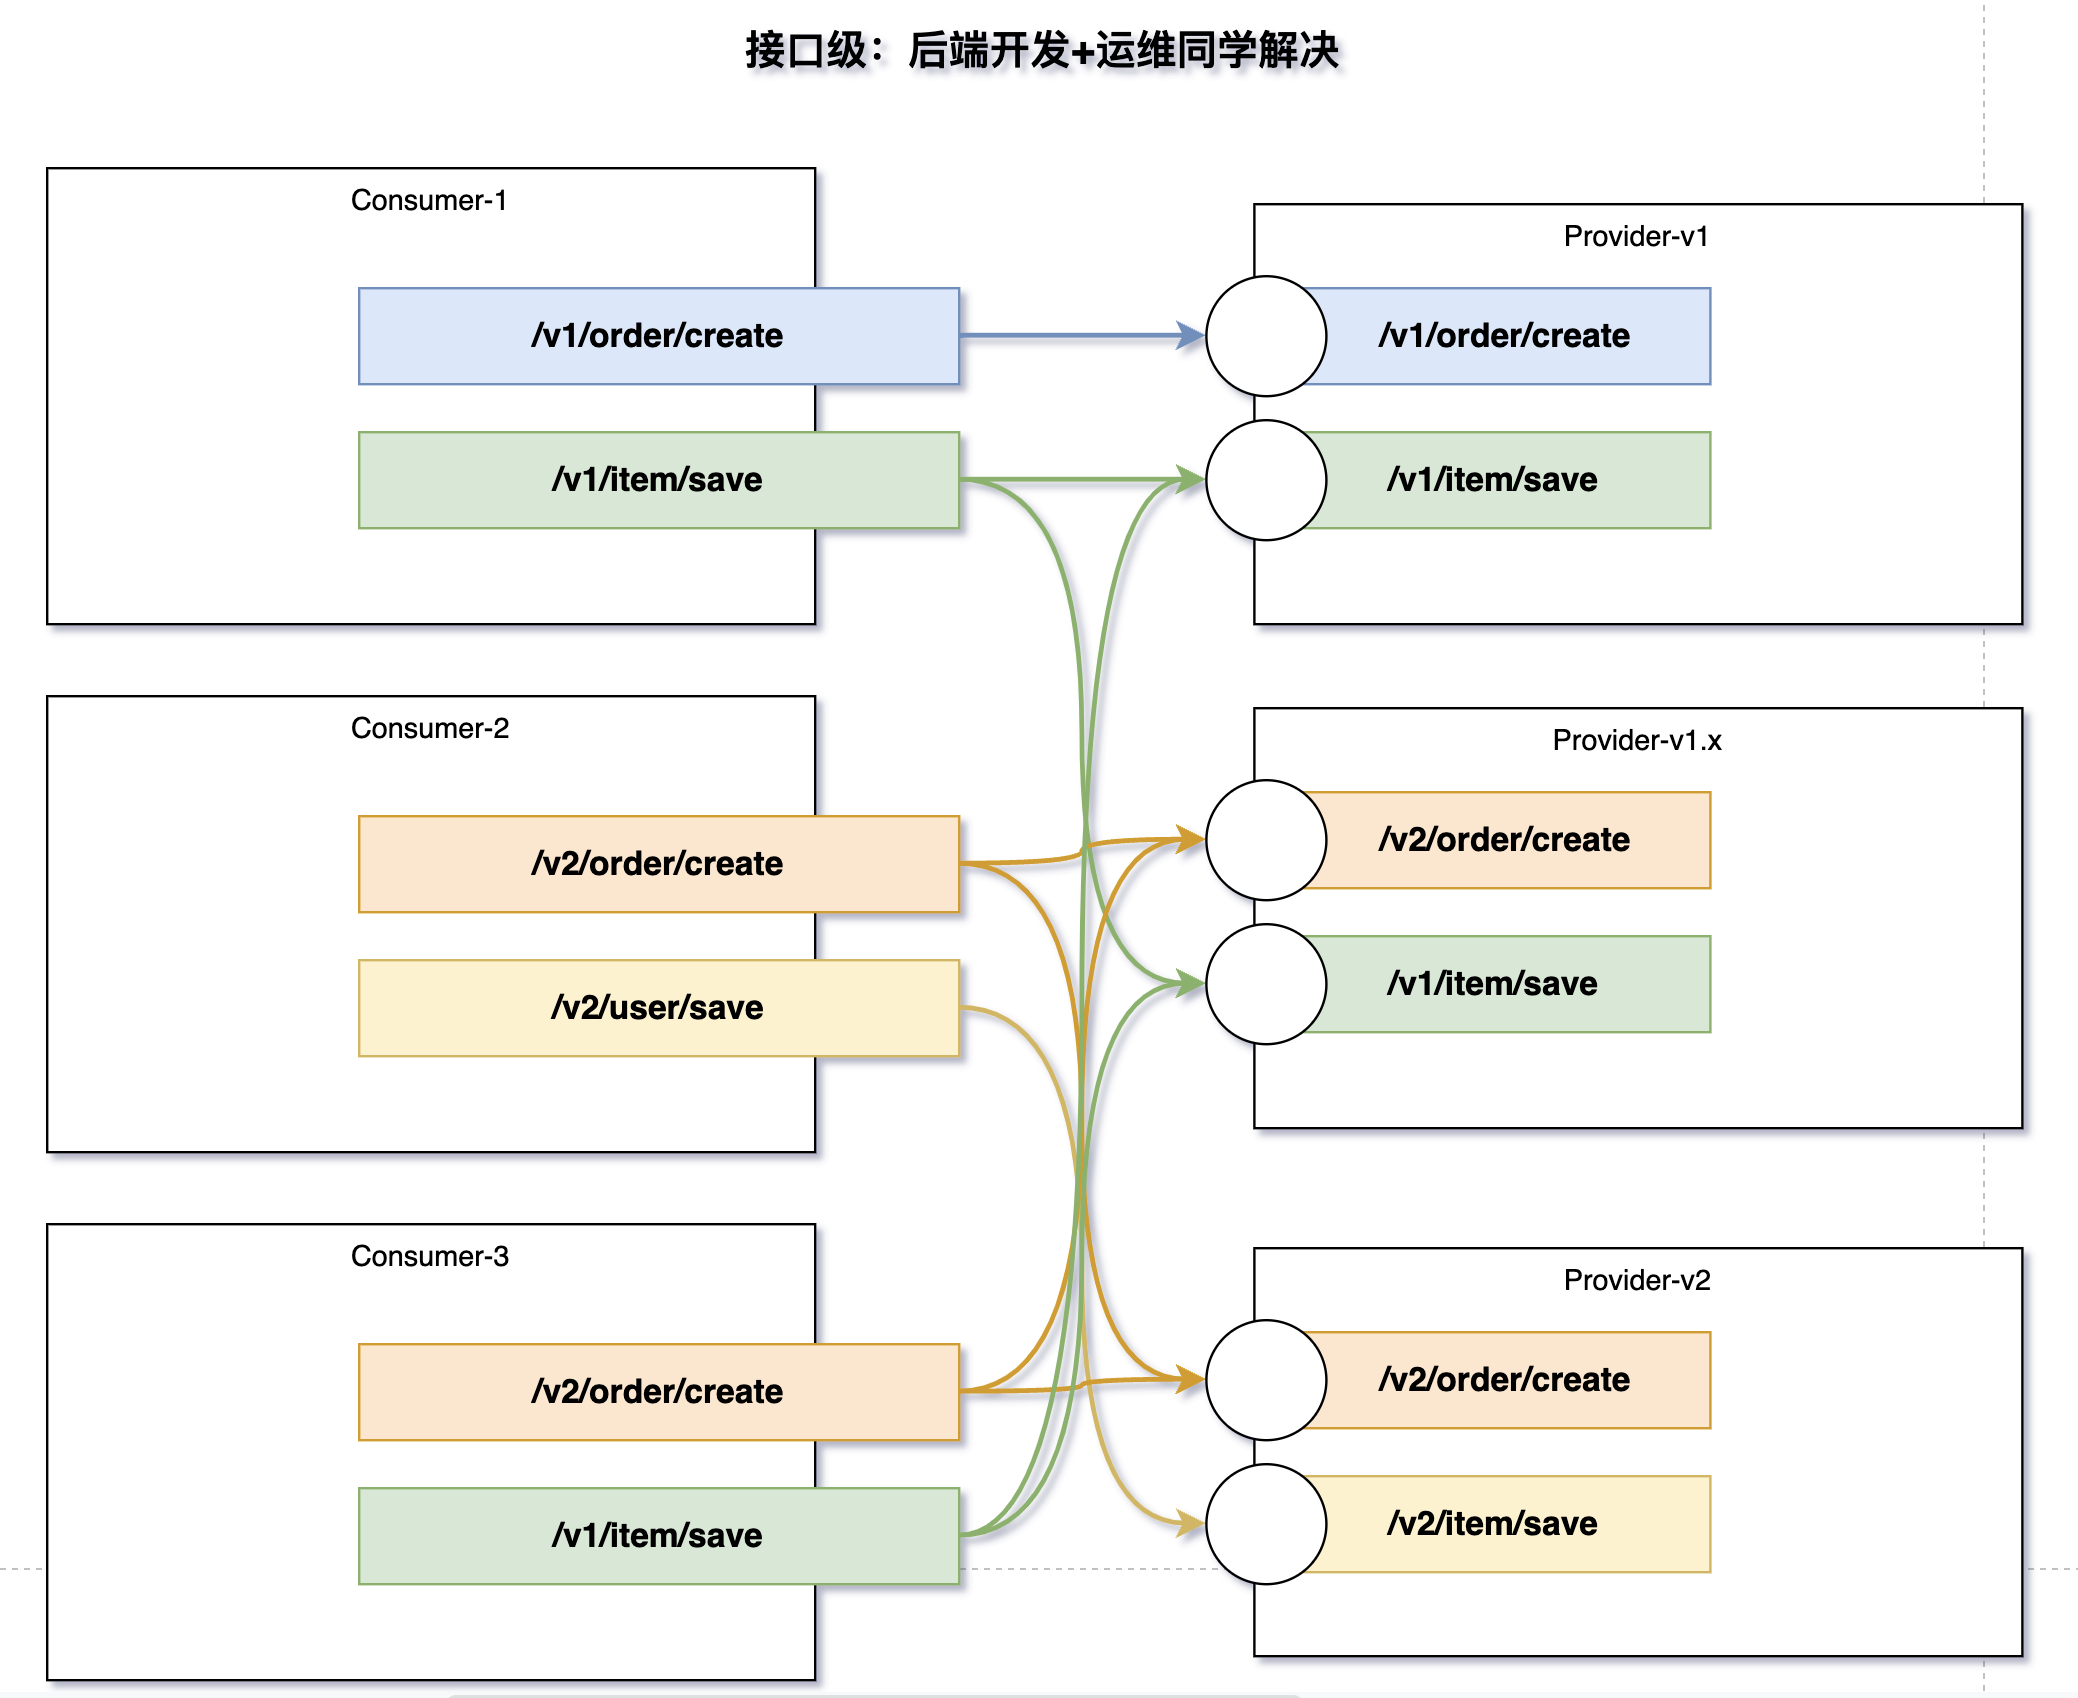 接口级：后端开发+运维同学解决
Consumer-1
/v1/order/create
/v1/item/save
Provider-v1
/v1/order/create
/v1/item/save
Consumer-2
/v2/order/create
/v2/user/save
Provider-v1.x
/v2/order/create
/v1/item/save
Consumer-3
/v2/order/create
/v1/item/save
Provider-v2
/v2/order/create
/v2/item/save